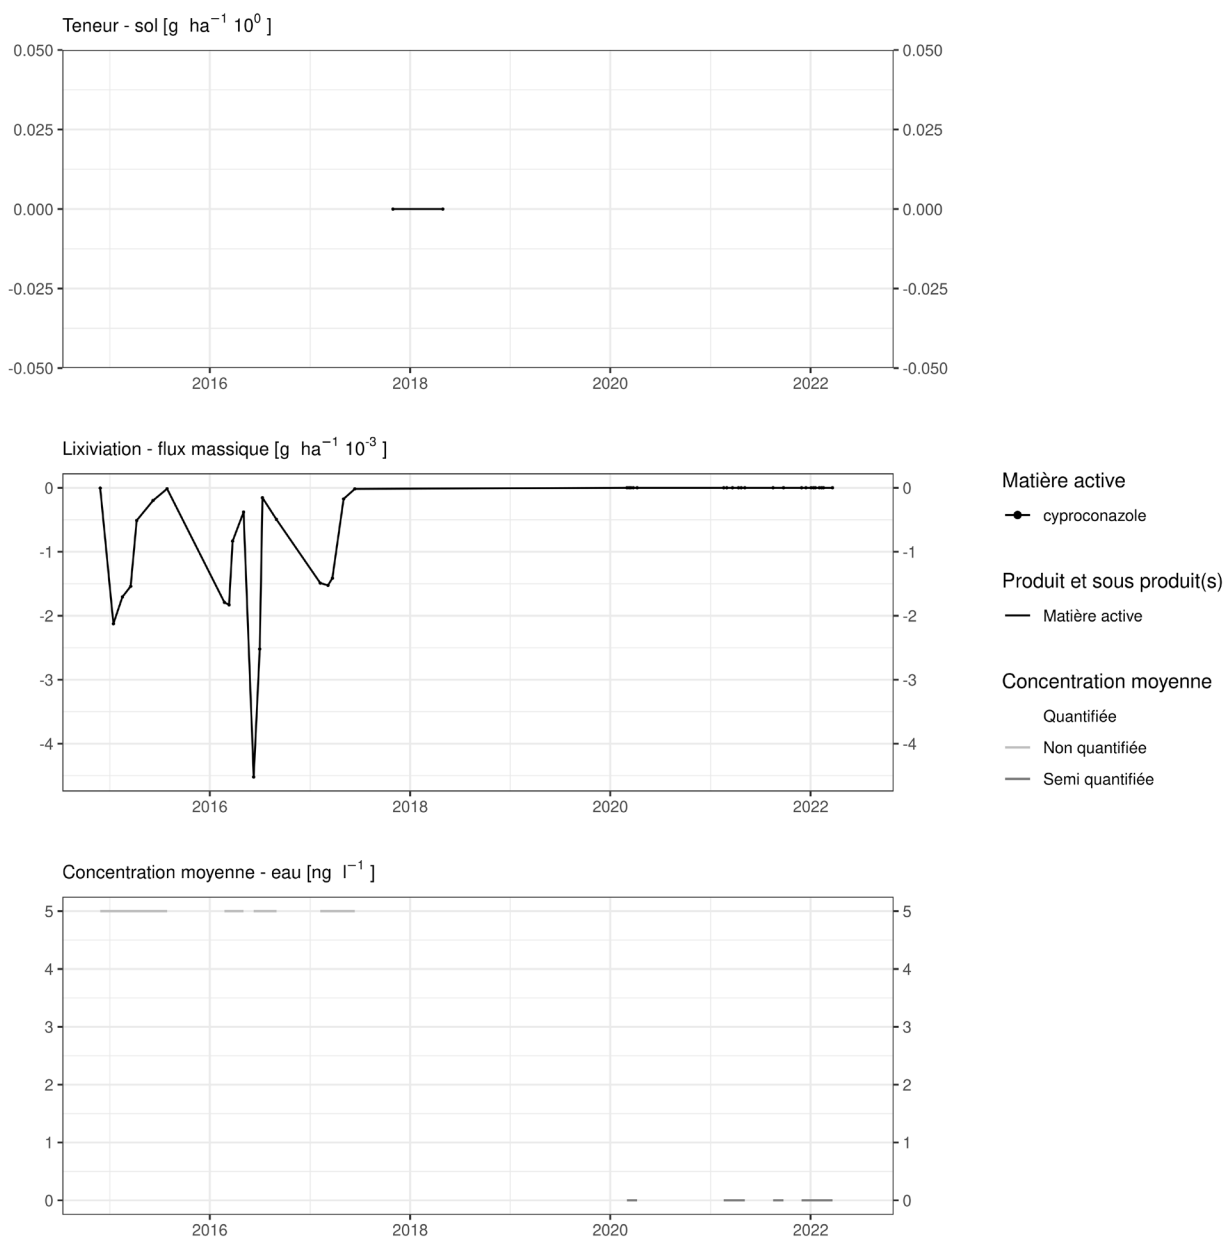 Teneur - sol [g ha⁻¹ 10⁰ ]
0.050 0.050
0.025 0.025
0.000 0.000
-0.025 -0.025
-0.050 -0.050
2016 2018 2020 2022
Lixiviation - flux massique [g ha⁻¹ 10⁻³ ]
0 0
-1 -1
-2 -2
-3 -3
-4 -4
2016 2018 2020 2022
Matière active
cyproconazole
Produit et sous produit(s)
Matière active
Concentration moyenne
Quantifiée
Non quantifiée
Semi quantifiée
Concentration moyenne - eau [ng l⁻¹ ]
5 5
4 4
3 3
2 2
1 1
0 0
2016 2018 2020 2022